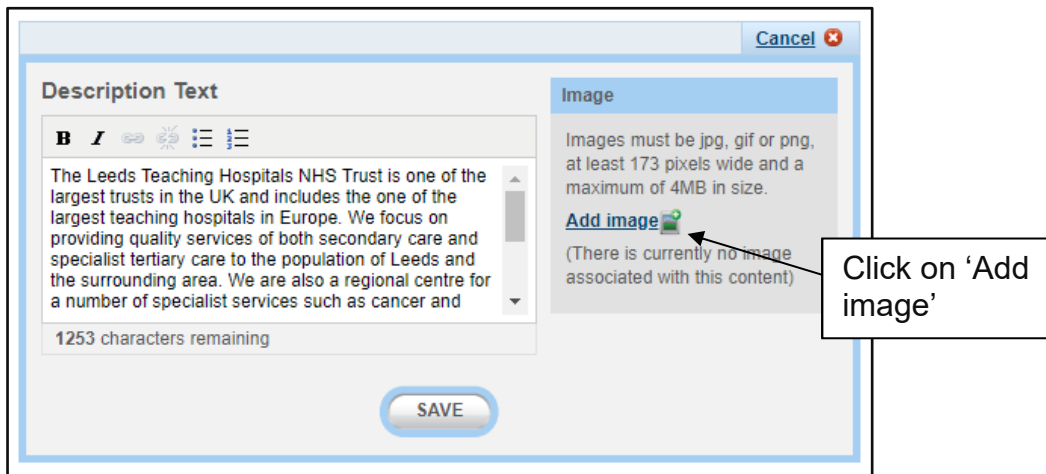 Cancel
Description Text
B I
The Leeds Teaching Hospitals NHS Trust is one of the
largest trusts in the UK and includes the one of the
largest teaching hospitals in Europe. We focus on
providing quality services of both secondary care and
specialist tertiary care to the population of Leeds and
the surrounding area. We are also a regional centre for
a number of specialist services such as cancer and
1253 characters remaining
SAVE
Image
Images must be jpg, gif or png,
at least 173 pixels wide and a
maximum of 4MB in size.
Add image
(There is currently no image
associated with this content)
Click on ‘Add
image’